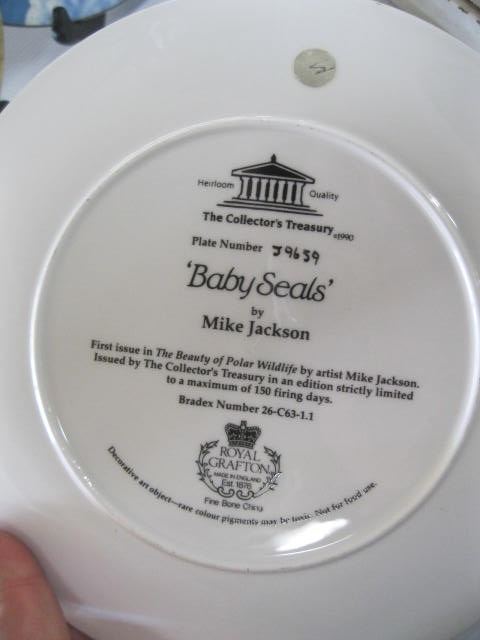 Heirloom Quality
The Collector's Treasury ©1990
Plate Number J9659
'Baby Seals'
by
Mike Jackson
First issue in The Beauty of Polar Wildlife by artist Mike Jackson.
Issued by The Collector's Treasury in an edition strictly limited
to a maximum of 150 firing days.
Bradex Number 26-C63-1.1
ROYAL
GRAFTON
MADE IN ENGLAND
Est. 1876
Fine Bone China
Decorative art object—rare colour pigments may be toxic. Not for food use.